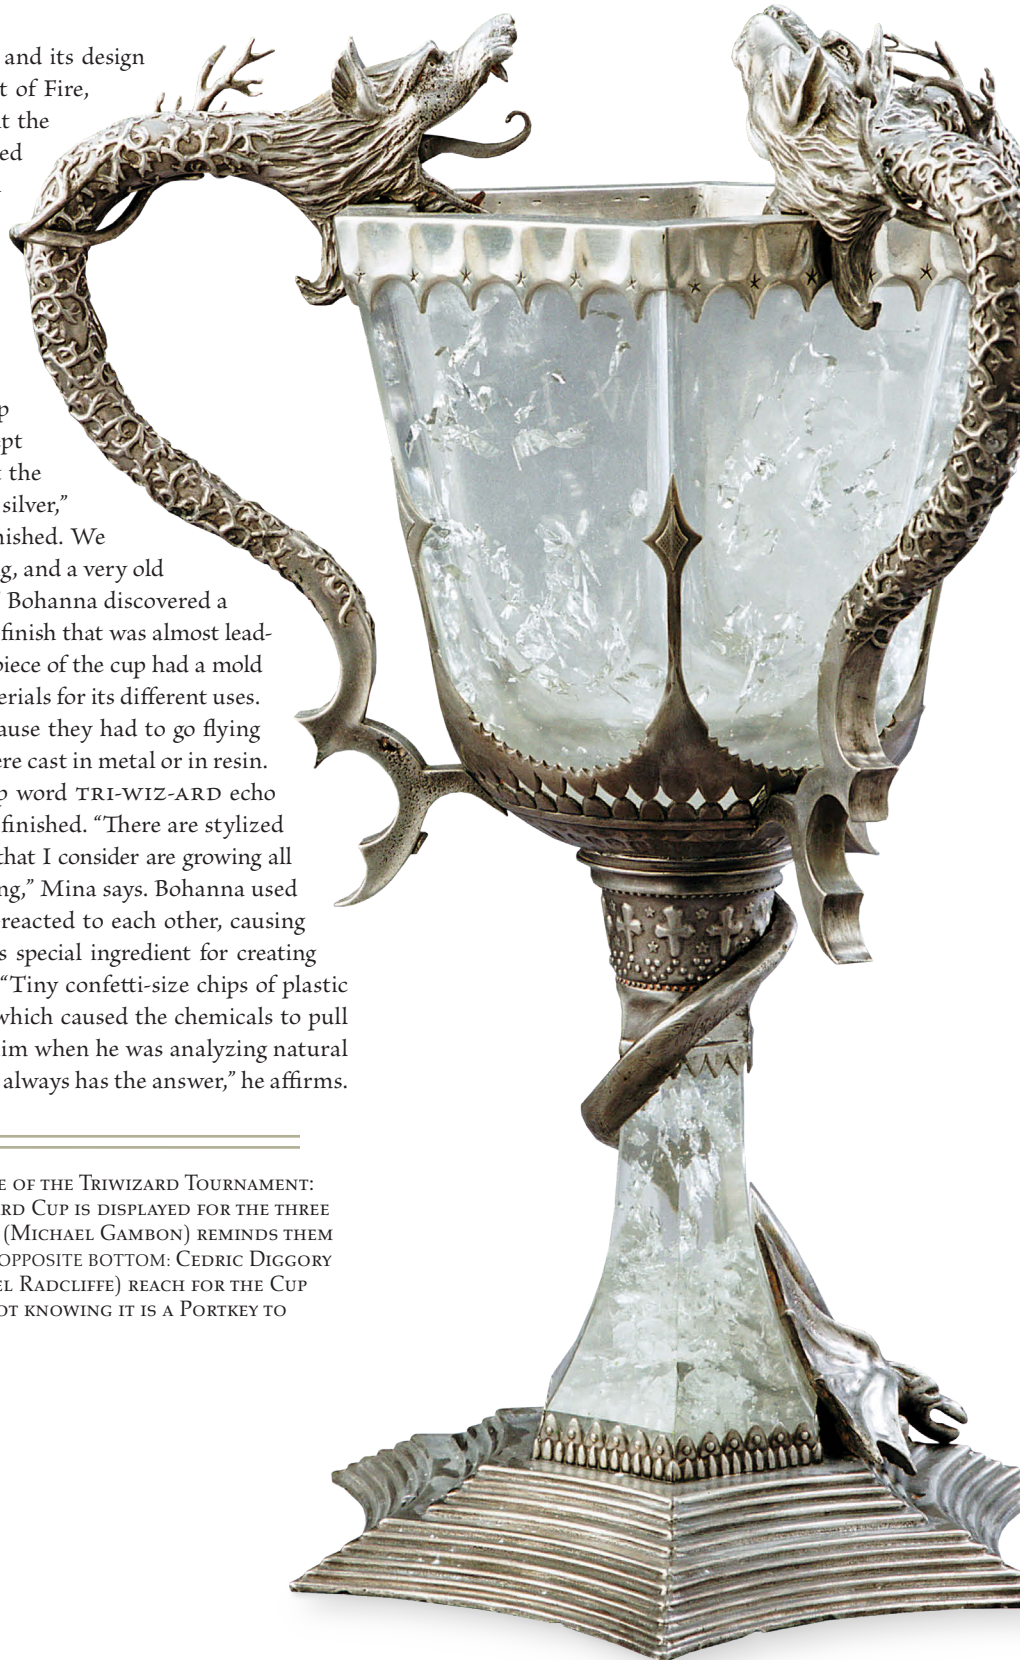 and its design
t of Fire,
t the
ed
p
ept
t the
silver,”
nished. We
g, and a very old
Bohanna discovered a
finish that was almost lead-
piece of the cup had a mold
erials for its different uses.
ause they had to go flying
ere cast in metal or in resin.
p word TRI-WIZ-ARD echo
finished. “There are stylized
that I consider are growing all
ng,” Mina says. Bohanna used
reacted to each other, causing
s special ingredient for creating
“Tiny confetti-size chips of plastic
which caused the chemicals to pull
im when he was analyzing natural
always has the answer,” he affirms.
E OF THE TRIWIZARD TOURNAMENT:
RD CUP IS DISPLAYED FOR THE THREE
(MICHAEL GAMBON) REMINDS THEM
OPPOSITE BOTTOM: CEDRIC DIGGORY
EL RADCLIFFE) REACH FOR THE CUP
OT KNOWING IT IS A PORTKEY TO